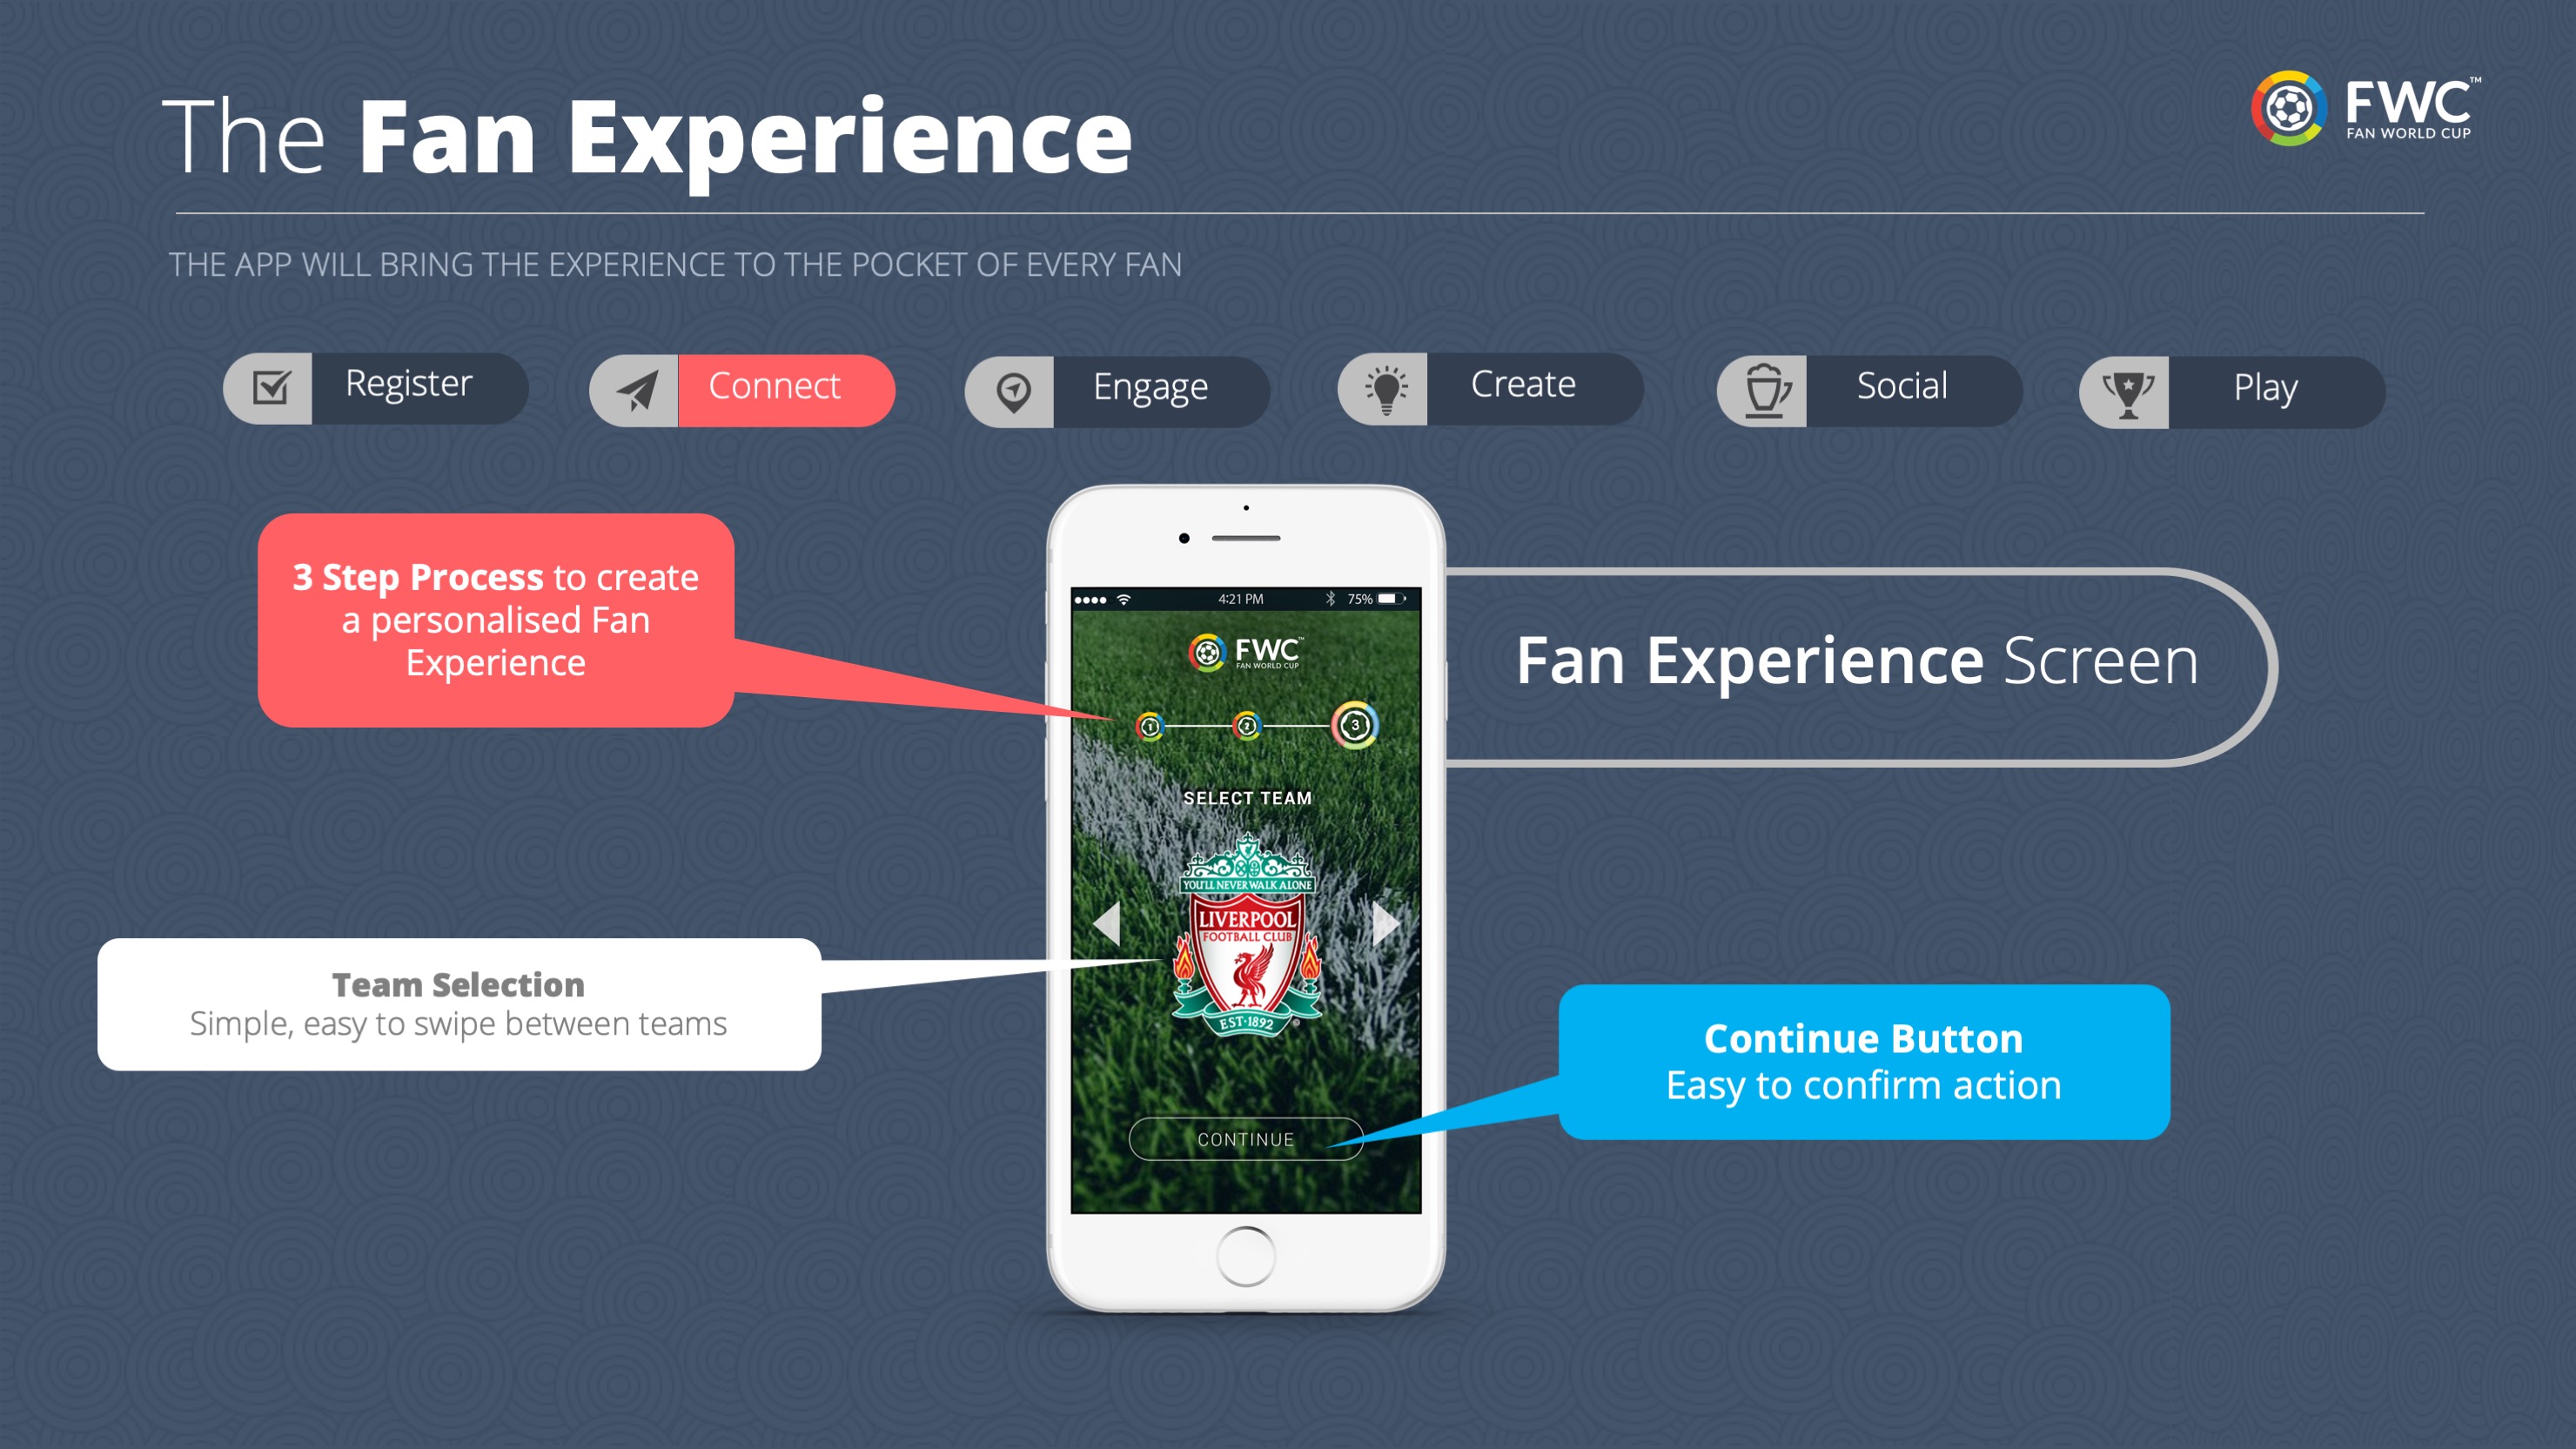 The Fan Experience
FWC™
FAN WORLD CUP
THE APP WILL BRING THE EXPERIENCE TO THE POCKET OF EVERY FAN
Register
Connect
Engage
Create
Social
Play
3 Step Process to create
a personalised Fan
Experience
4:21 PM
75%
FWC™
FAN WORLD CUP
1
2
3
Fan Experience Screen
SELECT TEAM
YOU'LL NEVER WALK ALONE
LIVERPOOL
FOOTBALL CLUB
EST·1892
®
Team Selection
Simple, easy to swipe between teams
Continue Button
Easy to confirm action
CONTINUE